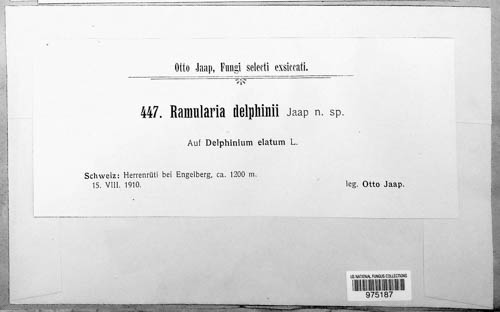 Otto Jaap, Fungi selecti exsiccati.
447. Ramularia delphinii Jaap n. sp.
Auf Delphinium elatum L.
Schweiz: Herrenrüti bei Engelberg, ca. 1200 m.
15. VIII. 1910.
leg. Otto Jaap.
US NATIONAL FUNGUS COLLECTIONS
975187